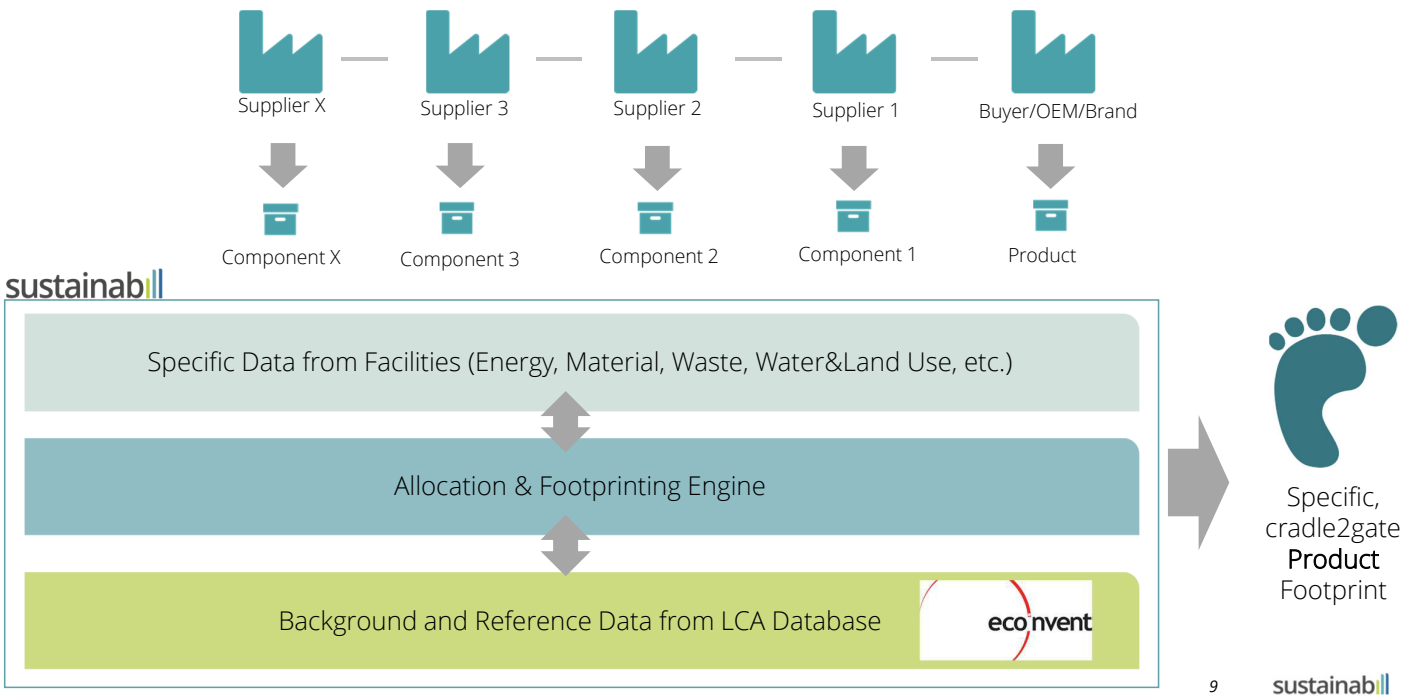 Supplier X
Supplier 3
Supplier 2
Supplier 1
Buyer/OEM/Brand
Component X
Component 3
Component 2
Component 1
Product
sustainabill
Specific Data from Facilities (Energy, Material, Waste, Water&Land Use, etc.)
Allocation & Footprinting Engine
Background and Reference Data from LCA Database
ecoinvent
Specific,
cradle2gate
Product
Footprint
9
sustainabill